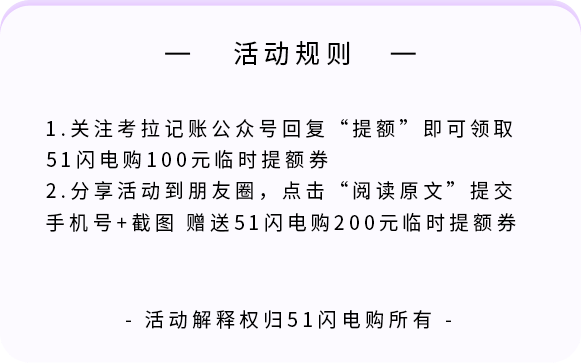 — 活动规则 —
1.关注考拉记账公众号回复“提额”即可领取
51闪电购100元临时提额券
2.分享活动到朋友圈，点击“阅读原文”提交
手机号+截图 赠送51闪电购200元临时提额券
- 活动解释权归51闪电购所有 -